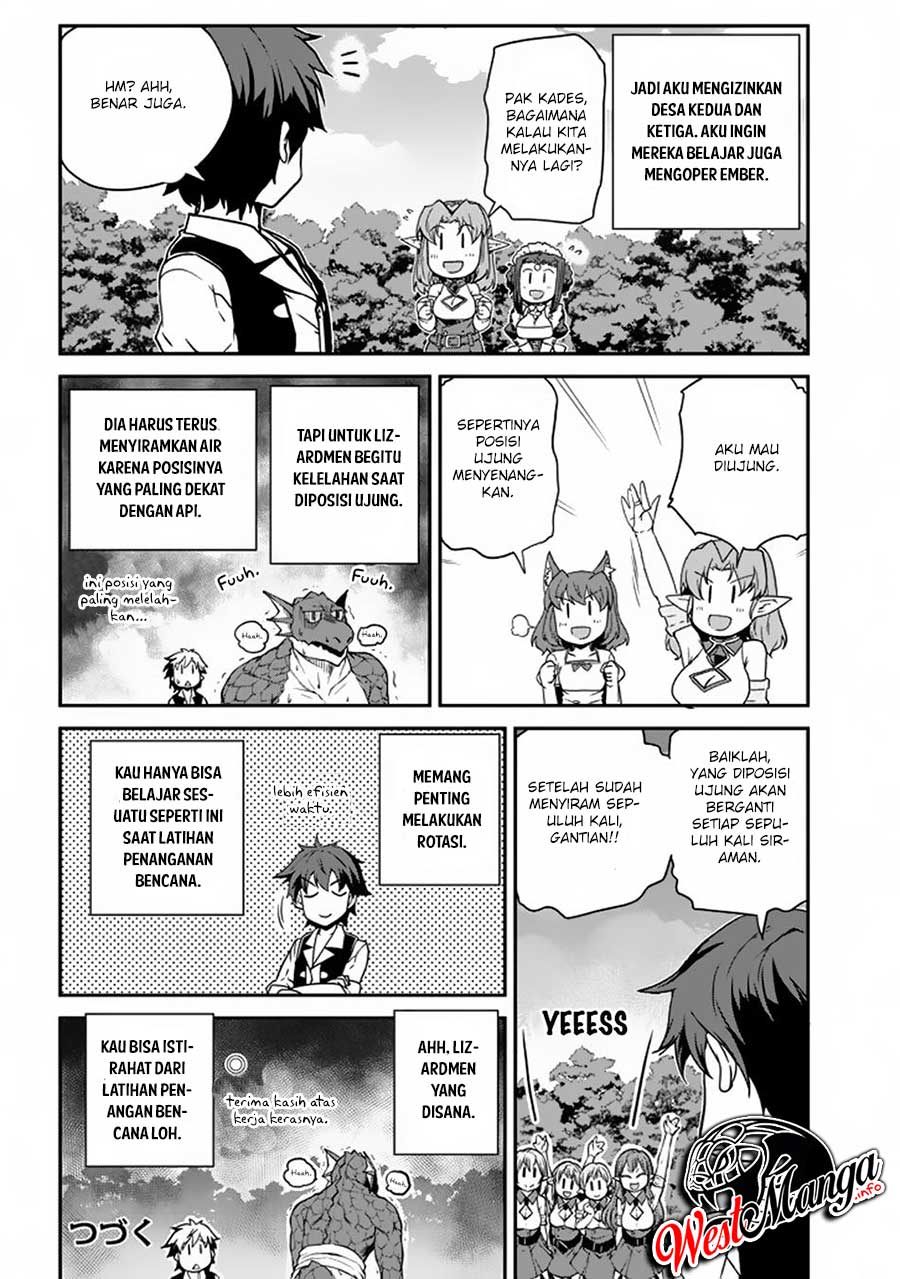 JADI AKU MENGIZINKAN
DESA KEDUA DAN
KETIGA. AKU INGIN
MEREKA BELAJAR JUGA
MENGOPER EMBER.
PAK KADES,
BAGAIMANA
KALAU KITA
MELAKUKAN-
NYA LAGI?
HM? AHH,
BENAR JUGA.
AKU MAU
DIUJUNG.
SEPERTINYA
POSISI
UJUNG
MENYENANG-
KAN.
TAPI UNTUK LIZ-
ARDMEN BEGITU
KELELAHAN SAAT
DIPOSISI UJUNG.
DIA HARUS TERUS
MENYIRAMKAN AIR
KARENA POSISINYA
YANG PALING DEKAT
DENGAN API.
Fuuh.
Fuuh.
Haah.
Haah.
ini posisi yang
paling melelah-
kan...
BAIKLAH,
YANG DIPOSISI
UJUNG AKAN
BERGANTI
SETIAP SEPU-
LUH KALI SIR-
AMAN.
SETELAH SUDAH
MENYIRAM SEP-
ULUH KALI,
GANTIAN!!
YEEESS
MEMANG
PENTING
MELAKUKAN
ROTASI.
lebih efisien
waktu.
KAU HANYA BISA
BELAJAR SES-
UATU SEPERTI INI
SAAT LATIHAN
PENANGANAN
BENCANA.
AHH, LIZ-
ARDMEN
YANG
DISANA.
terima kasih atas
kerja kerasnya.
Haah.
Haah.
KAU BISA ISTI-
RAHAT DARI
LATIHAN PEN-
ANGAN BEN-
CANA LOH.
つづく
WestManga
.info